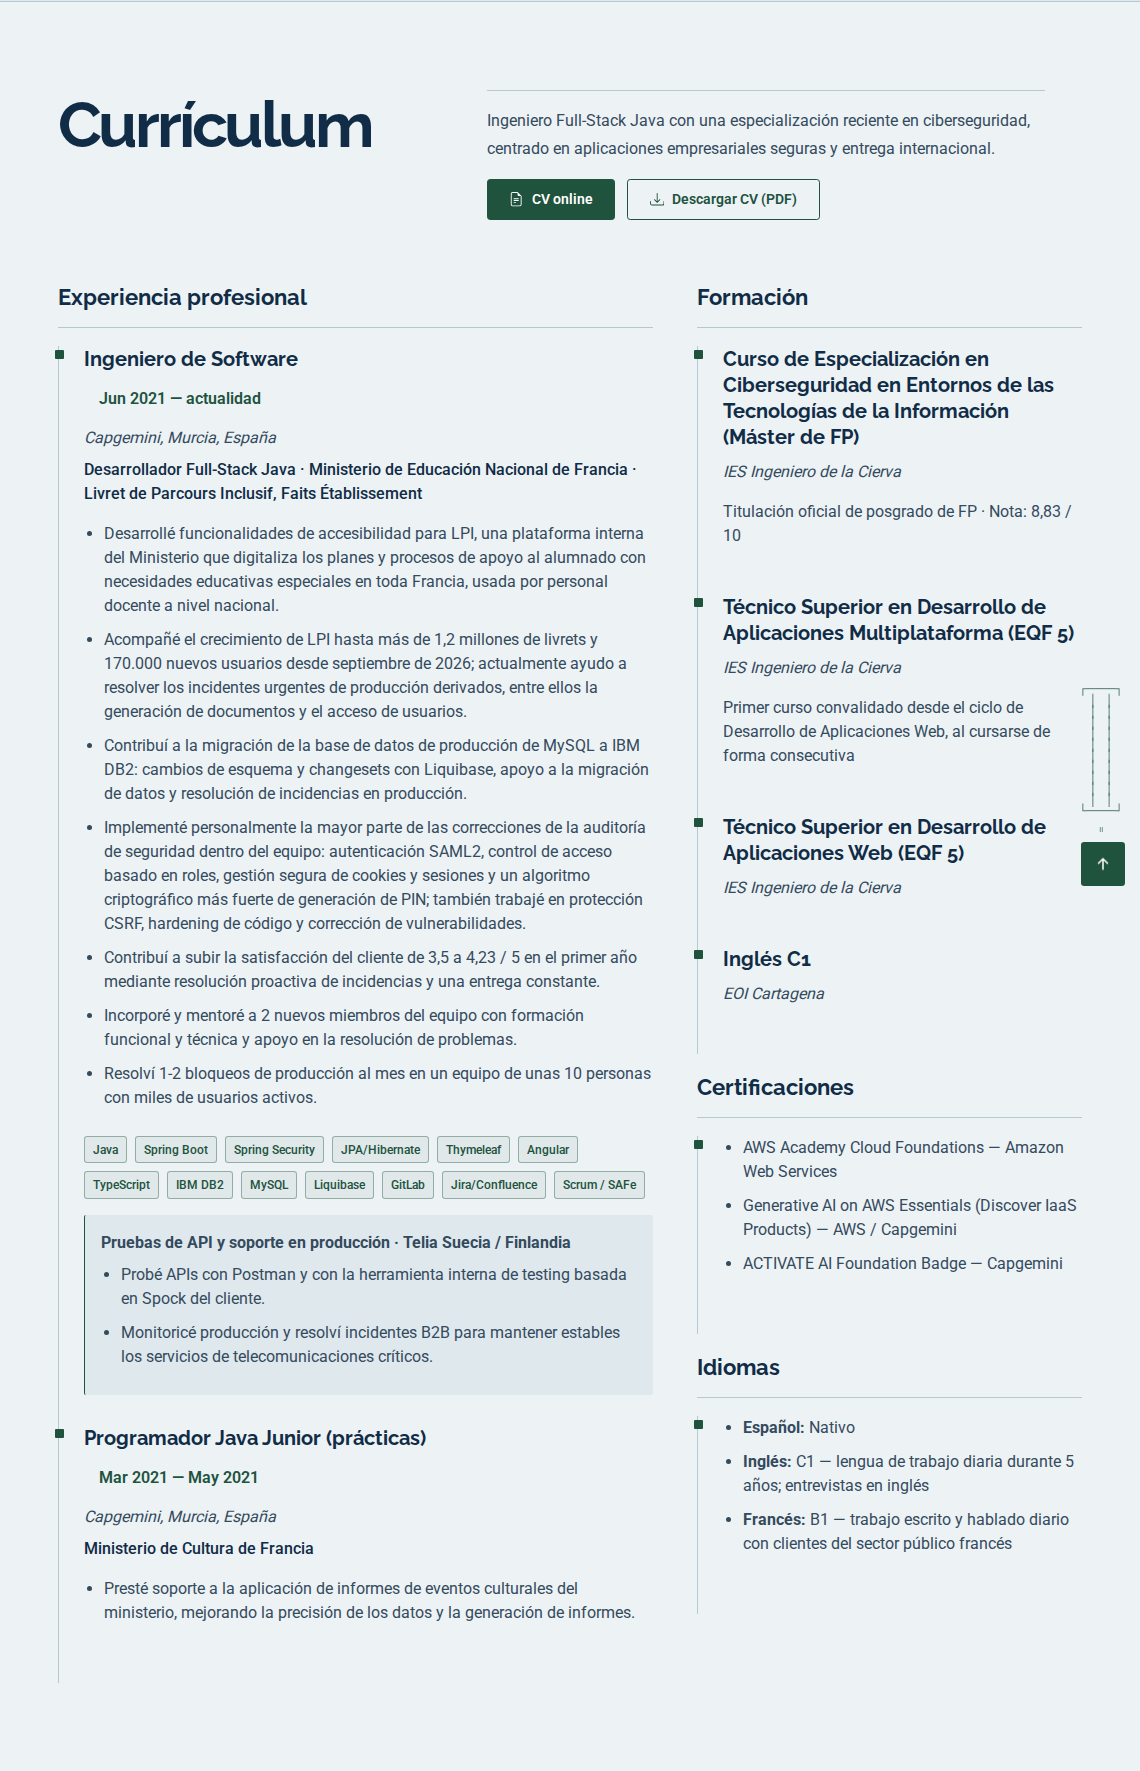 Currículum
Ingeniero Full-Stack Java con una especialización reciente en ciberseguridad,
centrado en aplicaciones empresariales seguras y entrega internacional.
CV online
Descargar CV (PDF)
Experiencia profesional
Ingeniero de Software
Jun 2021 — actualidad
Capgemini, Murcia, España
Desarrollador Full-Stack Java · Ministerio de Educación Nacional de Francia ·
Livret de Parcours Inclusif, Faits Établissement
• Desarrollé funcionalidades de accesibilidad para LPI, una plataforma interna
del Ministerio que digitaliza los planes y procesos de apoyo al alumnado con
necesidades educativas especiales en toda Francia, usada por personal
docente a nivel nacional.
• Acompañé el crecimiento de LPI hasta más de 1,2 millones de livrets y
170.000 nuevos usuarios desde septiembre de 2026; actualmente ayudo a
resolver los incidentes urgentes de producción derivados, entre ellos la
generación de documentos y el acceso de usuarios.
• Contribuí a la migración de la base de datos de producción de MySQL a IBM
DB2: cambios de esquema y changesets con Liquibase, apoyo a la migración
de datos y resolución de incidencias en producción.
• Implementé personalmente la mayor parte de las correcciones de la auditoría
de seguridad dentro del equipo: autenticación SAML2, control de acceso
basado en roles, gestión segura de cookies y sesiones y un algoritmo
criptográfico más fuerte de generación de PIN; también trabajé en protección
CSRF, hardening de código y corrección de vulnerabilidades.
• Contribuí a subir la satisfacción del cliente de 3,5 a 4,23 / 5 en el primer año
mediante resolución proactiva de incidencias y una entrega constante.
• Incorporé y mentoré a 2 nuevos miembros del equipo con formación
funcional y técnica y apoyo en la resolución de problemas.
• Resolví 1-2 bloqueos de producción al mes en un equipo de unas 10 personas
con miles de usuarios activos.
Java Spring Boot Spring Security JPA/Hibernate Thymeleaf Angular
TypeScript IBM DB2 MySQL Liquibase GitLab Jira/Confluence Scrum / SAFe
Pruebas de API y soporte en producción · Telia Suecia / Finlandia
• Probé APIs con Postman y con la herramienta interna de testing basada
en Spock del cliente.
• Monitoricé producción y resolví incidentes B2B para mantener estables
los servicios de telecomunicaciones críticos.
Programador Java Junior (prácticas)
Mar 2021 — May 2021
Capgemini, Murcia, España
Ministerio de Cultura de Francia
• Presté soporte a la aplicación de informes de eventos culturales del
ministerio, mejorando la precisión de los datos y la generación de informes.
Formación
Curso de Especialización en
Ciberseguridad en Entornos de las
Tecnologías de la Información
(Máster de FP)
IES Ingeniero de la Cierva
Titulación oficial de posgrado de FP · Nota: 8,83 /
10
Técnico Superior en Desarrollo de
Aplicaciones Multiplataforma (EQF 5)
IES Ingeniero de la Cierva
Primer curso convalidado desde el ciclo de
Desarrollo de Aplicaciones Web, al cursarse de
forma consecutiva
Técnico Superior en Desarrollo de
Aplicaciones Web (EQF 5)
IES Ingeniero de la Cierva
Inglés C1
EOI Cartagena
Certificaciones
• AWS Academy Cloud Foundations — Amazon
Web Services
• Generative AI on AWS Essentials (Discover IaaS
Products) — AWS / Capgemini
• ACTIVATE AI Foundation Badge — Capgemini
Idiomas
• Español: Nativo
• Inglés: C1 — lengua de trabajo diaria durante 5
años; entrevistas en inglés
• Francés: B1 — trabajo escrito y hablado diario
con clientes del sector público francés